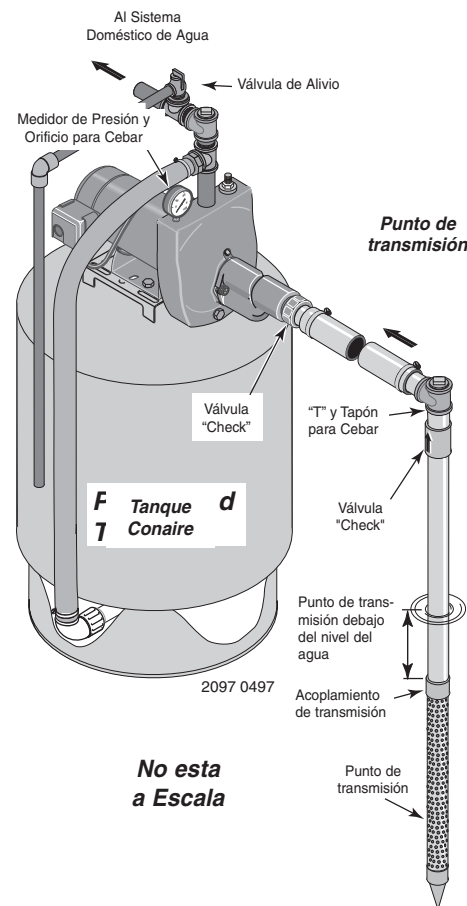 Al Sistema
Doméstico de Agua
Válvula de Alivio
Medidor de Presión y
Orificio para Cebar
Punto de
transmisión
Válvula
"Check"
"T" y Tapón
para Cebar
Válvula
"Check"
Tanque
Conaire
Punto de trans-
misión debajo
del nivel del
agua
2097 0497
Acoplamiento
de transmisión
No esta
a Escala
Punto de
transmisión